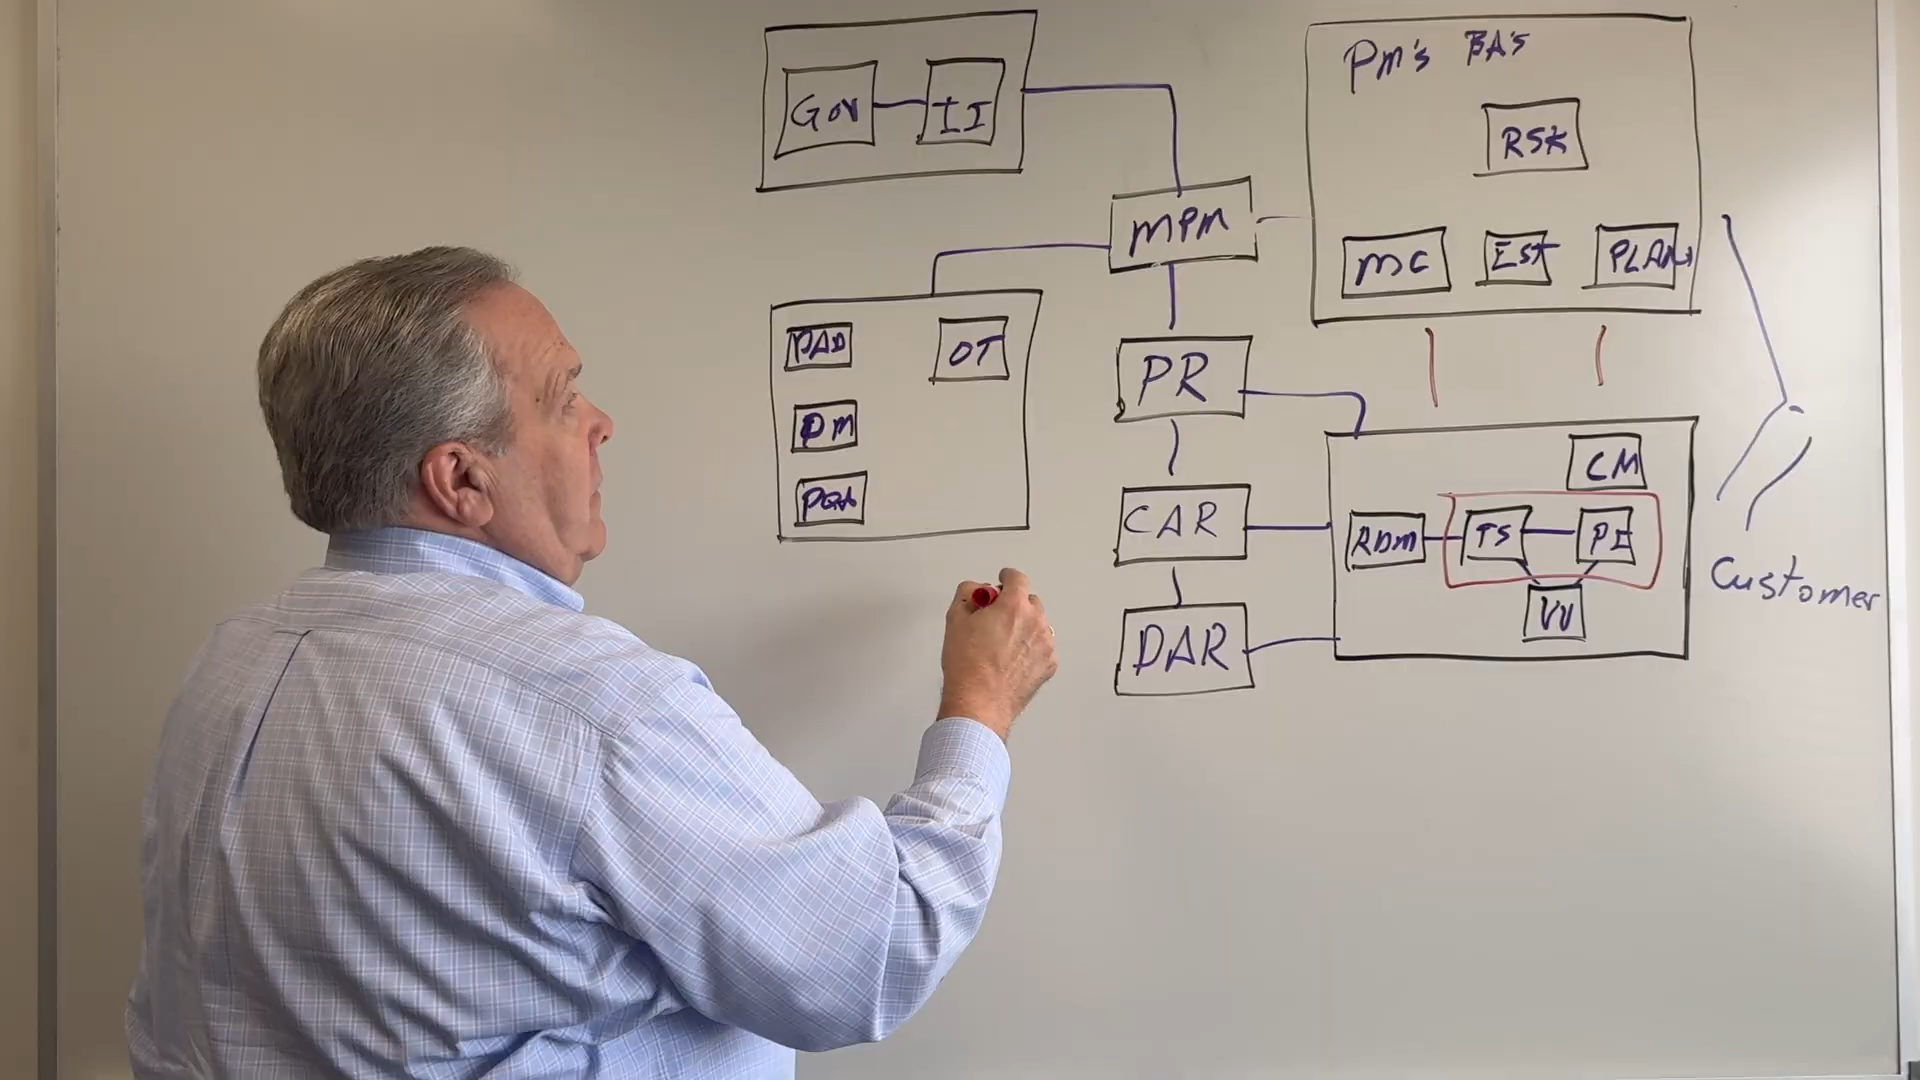 Gov II
MPM
PAD OT
DM
PQA
PR
CAR
DAR
PM's BA's
RSK
MC EST PLAN
CM
RDM TS PI
VV
Customer